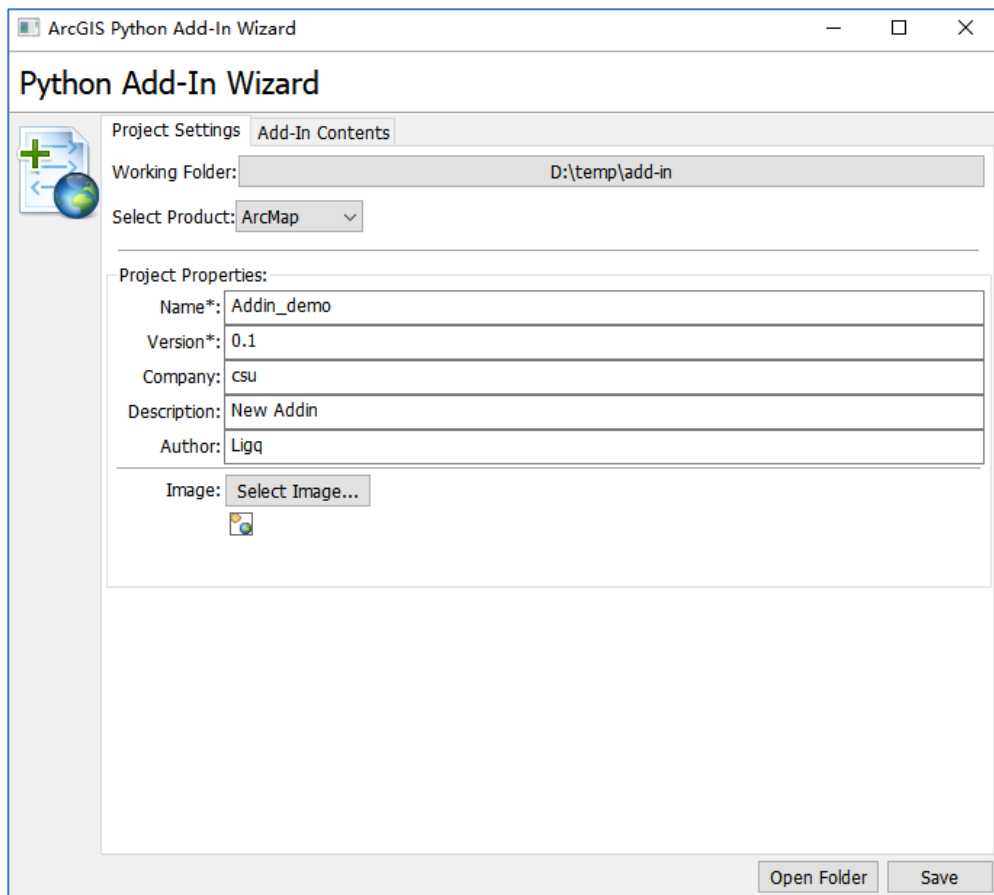 ArcGIS Python Add-In Wizard
Python Add-In Wizard
Project Settings Add-In Contents
Working Folder: D:\temp\add-in
Select Product: ArcMap
Project Properties:
Name*: Addin_demo
Version*: 0.1
Company: csu
Description: New Addin
Author: Ligq
Image: Select Image...
Open Folder Save